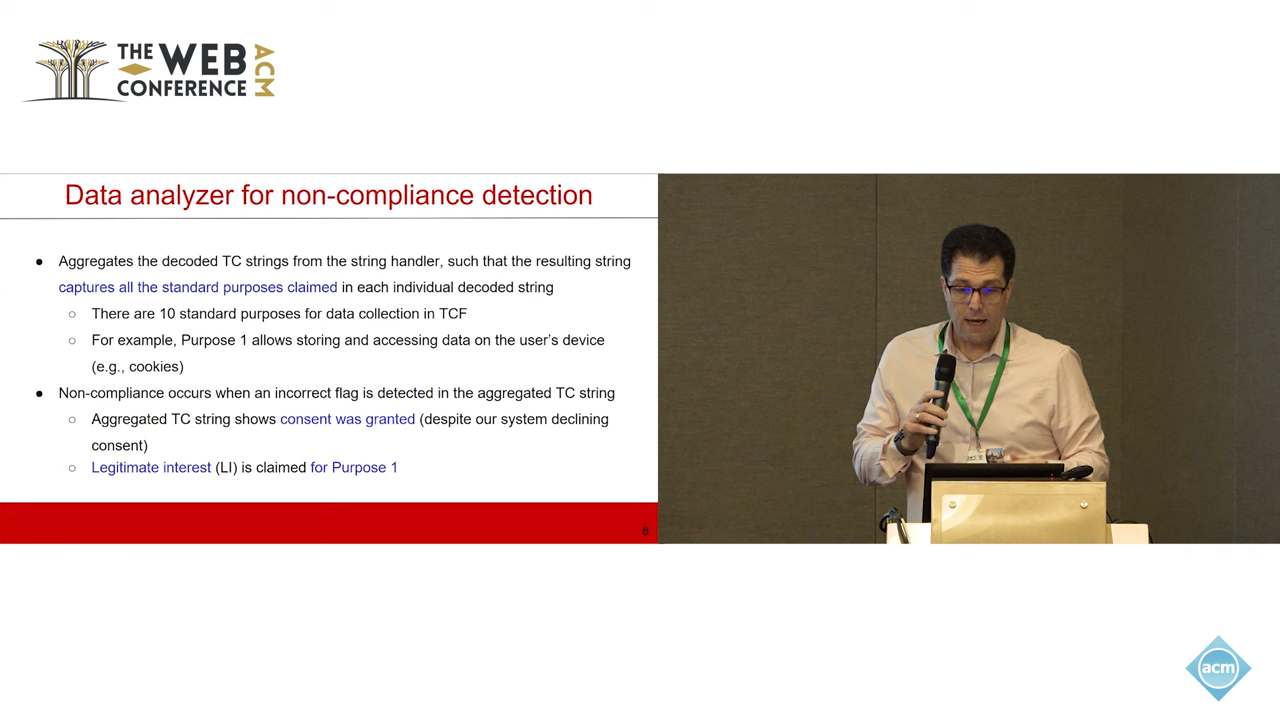 THE WEB
CONFERENCE
ACM
Data analyzer for non-compliance detection
● Aggregates the decoded TC strings from the string handler, such that the resulting string
captures all the standard purposes claimed in each individual decoded string
○ There are 10 standard purposes for data collection in TCF
○ For example, Purpose 1 allows storing and accessing data on the user's device
(e.g., cookies)
● Non-compliance occurs when an incorrect flag is detected in the aggregated TC string
○ Aggregated TC string shows consent was granted (despite our system declining
consent)
○ Legitimate interest (LI) is claimed for Purpose 1
8
acm